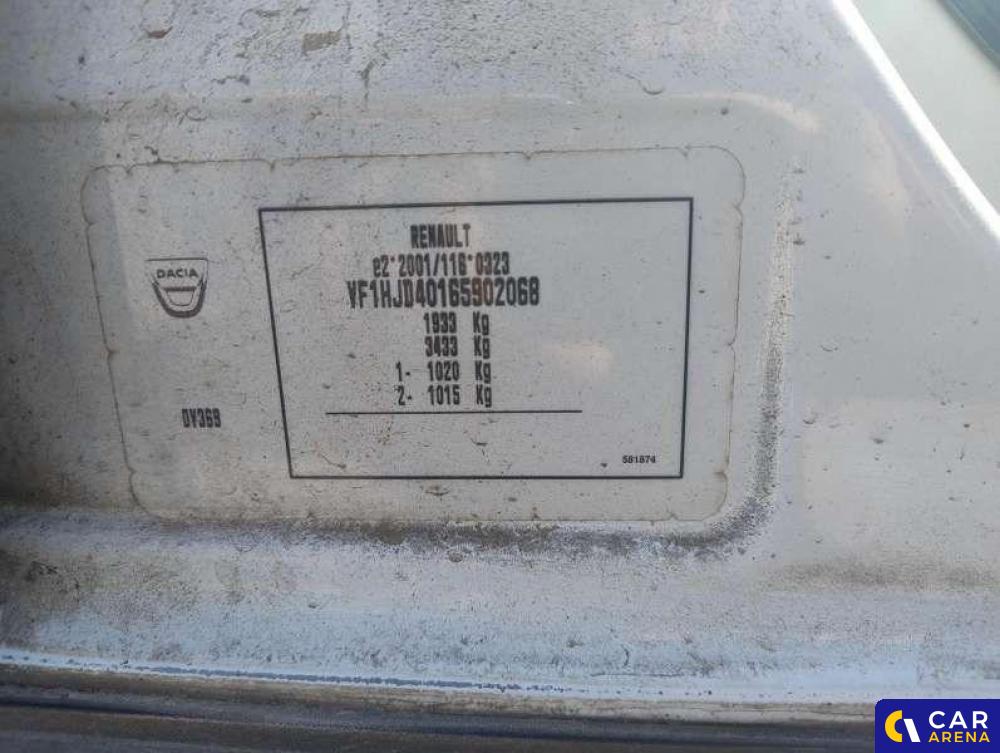 RENAULT
e2*2001/116*0323
VF1HJD40165902068
1933 Kg
3433 Kg
1- 1020 Kg
2- 1015 Kg
DACIA
0V369
581874
CAR
ARENA